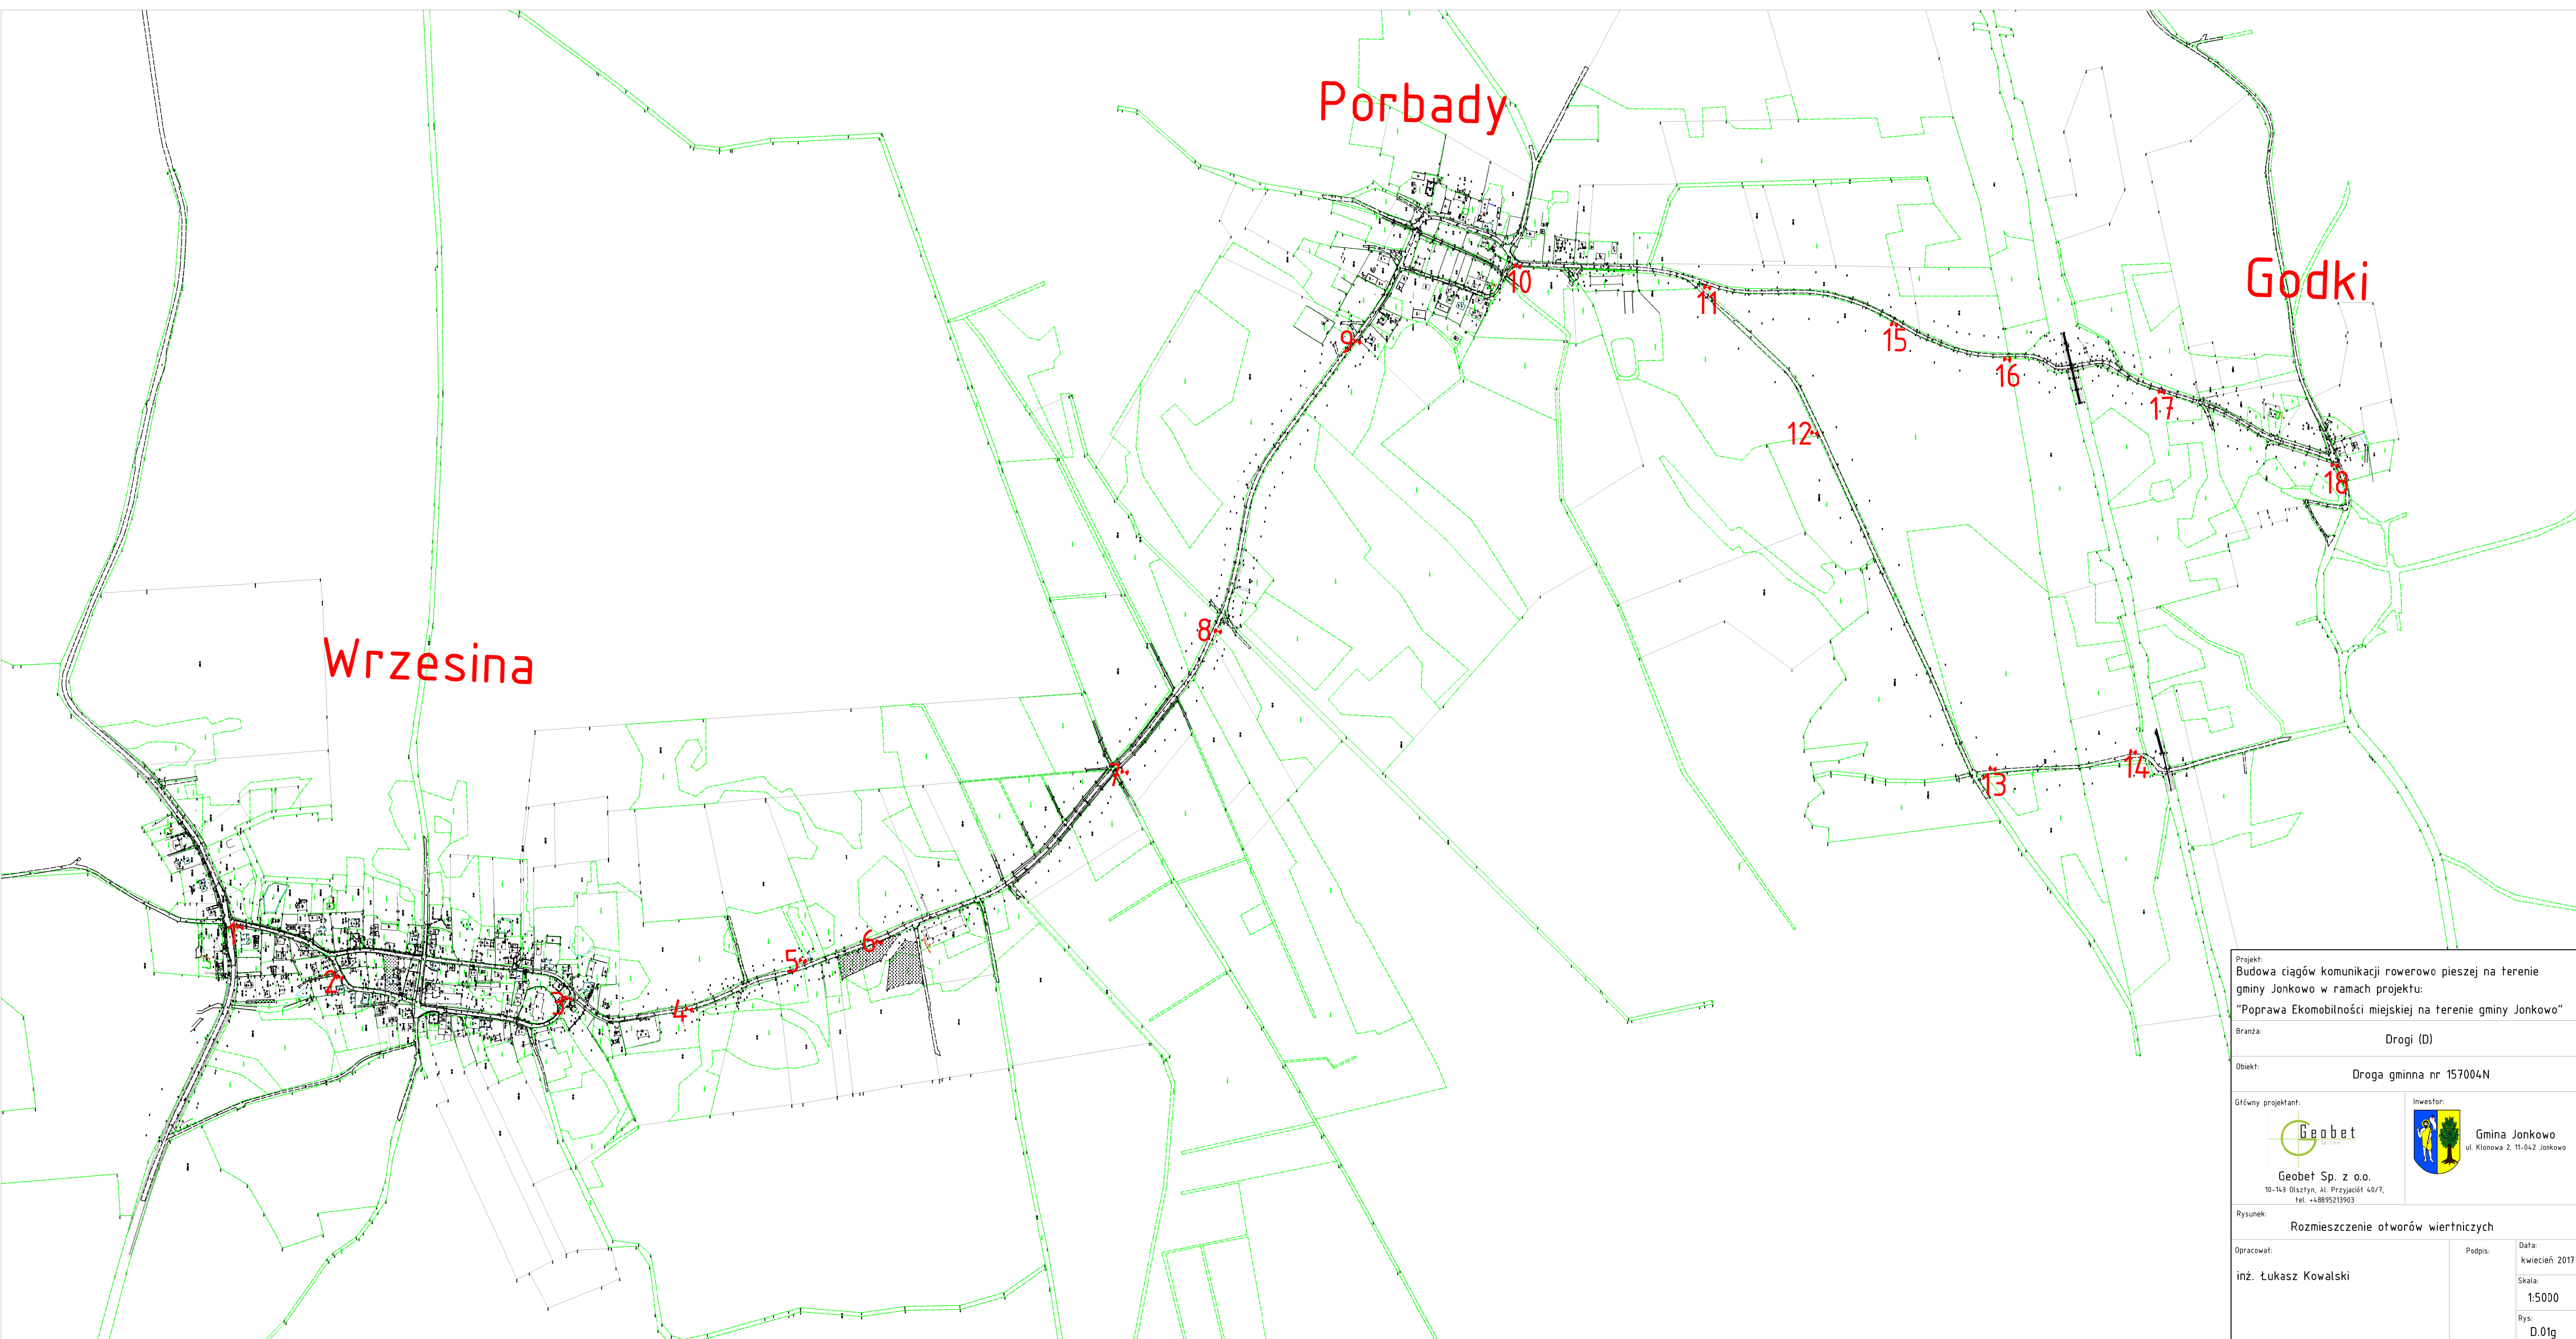 Porbady
Godki
Wrzesina
10
11
9
15
16
17
12
18
8
7
13
14
1
2
3
4
5
6
Projekt:
Budowa ciągów komunikacji rowerowo pieszej na terenie
gminy Jonkowo w ramach projektu:
"Poprawa Ekomobilności miejskiej na terenie gminy Jonkowo"
Branża:
Drogi (D)
Obiekt:
Droga gminna nr 157004N
Główny projektant:
Geobet
Geobet Sp. z o.o.
10-148 Olsztyn, Al. Przyjaciół 40/7,
tel. +48895213903
Inwestor:
Gmina Jonkowo
ul. Klonowa 2, 11-042 Jonkowo
Rysunek:
Rozmieszczenie otworów wiertniczych
Opracował:
inż. Łukasz Kowalski
Podpis:
Data:
kwiecień 2017
Skala:
1:5000
Rys:
D.01g